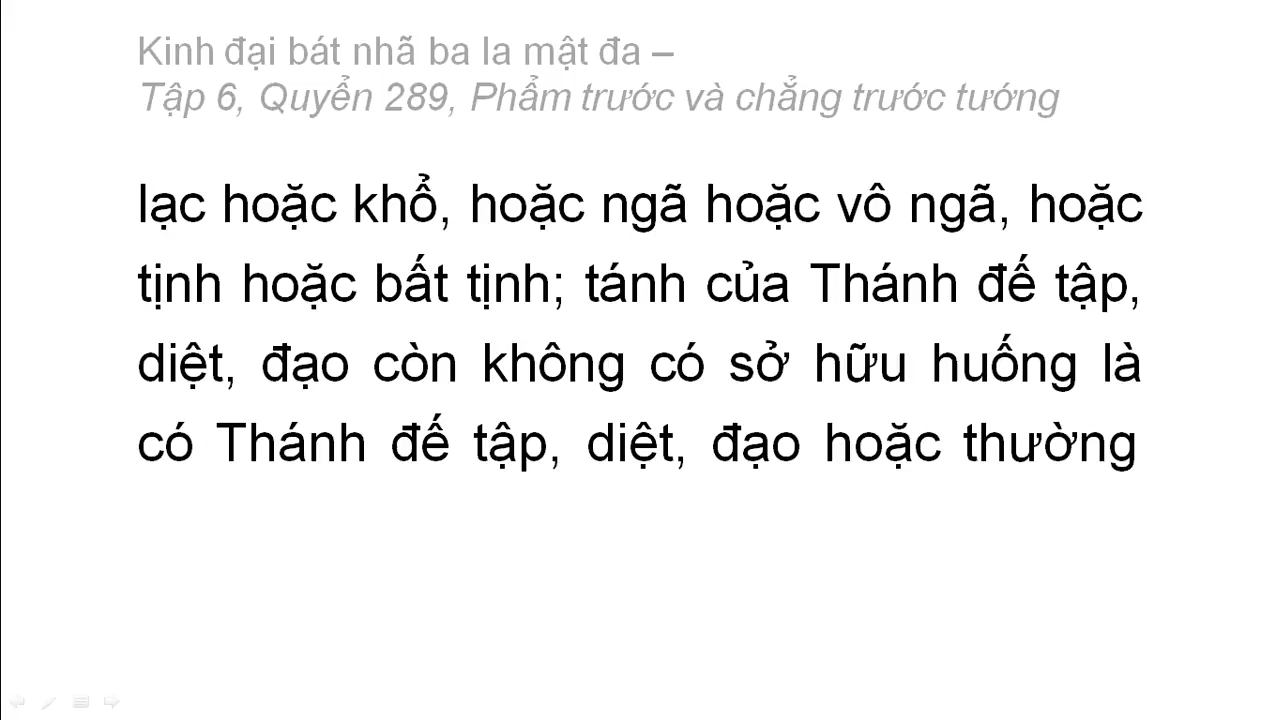 Kinh đại bát nhã ba la mật đa –
Tập 6, Quyển 289, Phẩm trước và chẳng trước tướng
lạc hoặc khổ, hoặc ngã hoặc vô ngã, hoặc
tịnh hoặc bất tịnh; tánh của Thánh đế tập,
diệt, đạo còn không có sở hữu huống là
có Thánh đế tập, diệt, đạo hoặc thường